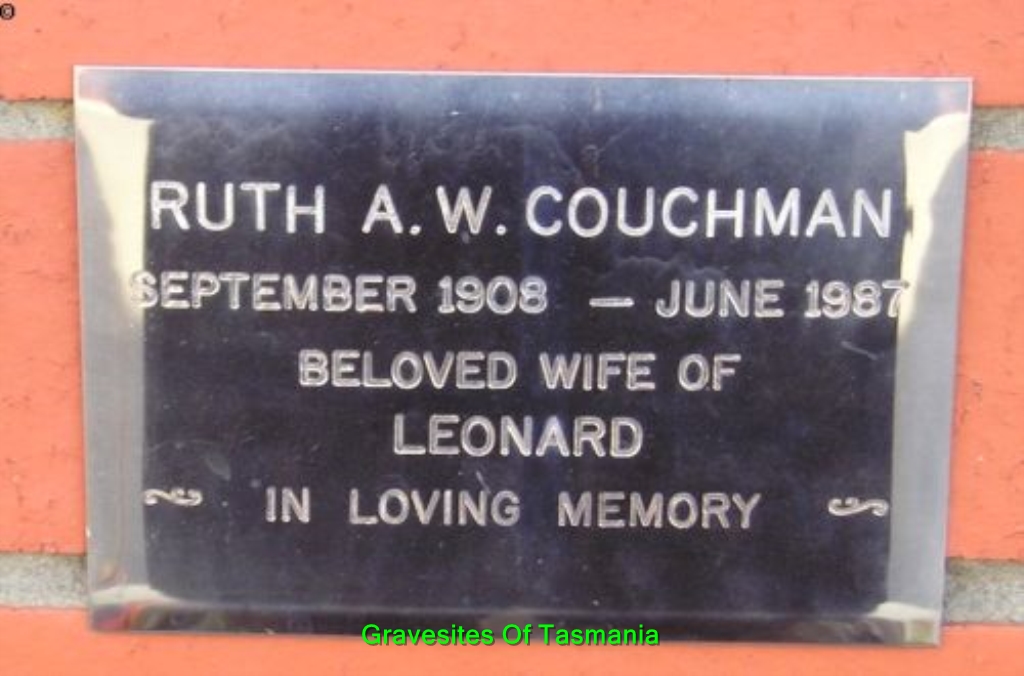 ©
RUTH A. W. COUCHMAN
SEPTEMBER 1908 — JUNE 1987
BELOVED WIFE OF
LEONARD
IN LOVING MEMORY
Gravesites Of Tasmania